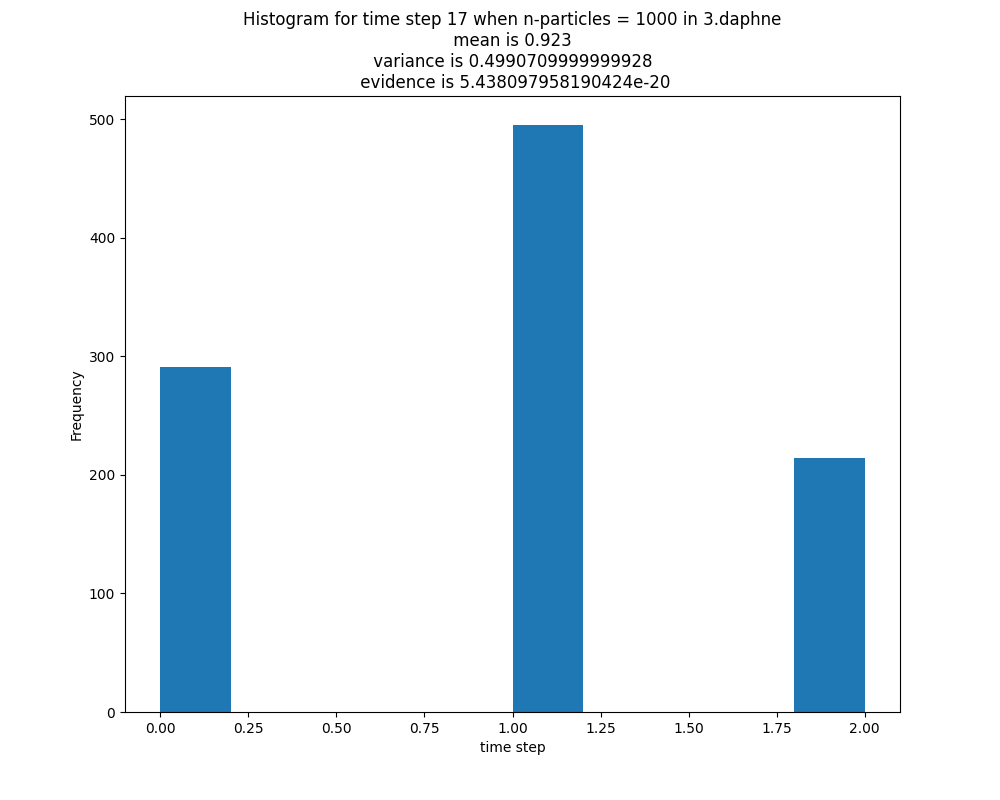 Histogram for time step 17 when n-particles = 1000 in 3.daphne
mean is 0.923
variance is 0.4990709999999928
evidence is 5.438097958190424e-20
500
400
300
200
100
0
Frequency
0.00 0.25 0.50 0.75 1.00 1.25 1.50 1.75 2.00
time step